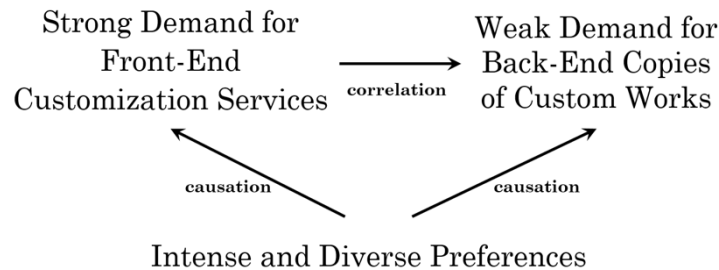 Strong Demand for
Front-End
Customization Services
correlation
Weak Demand for
Back-End Copies
of Custom Works
causation
causation
Intense and Diverse Preferences